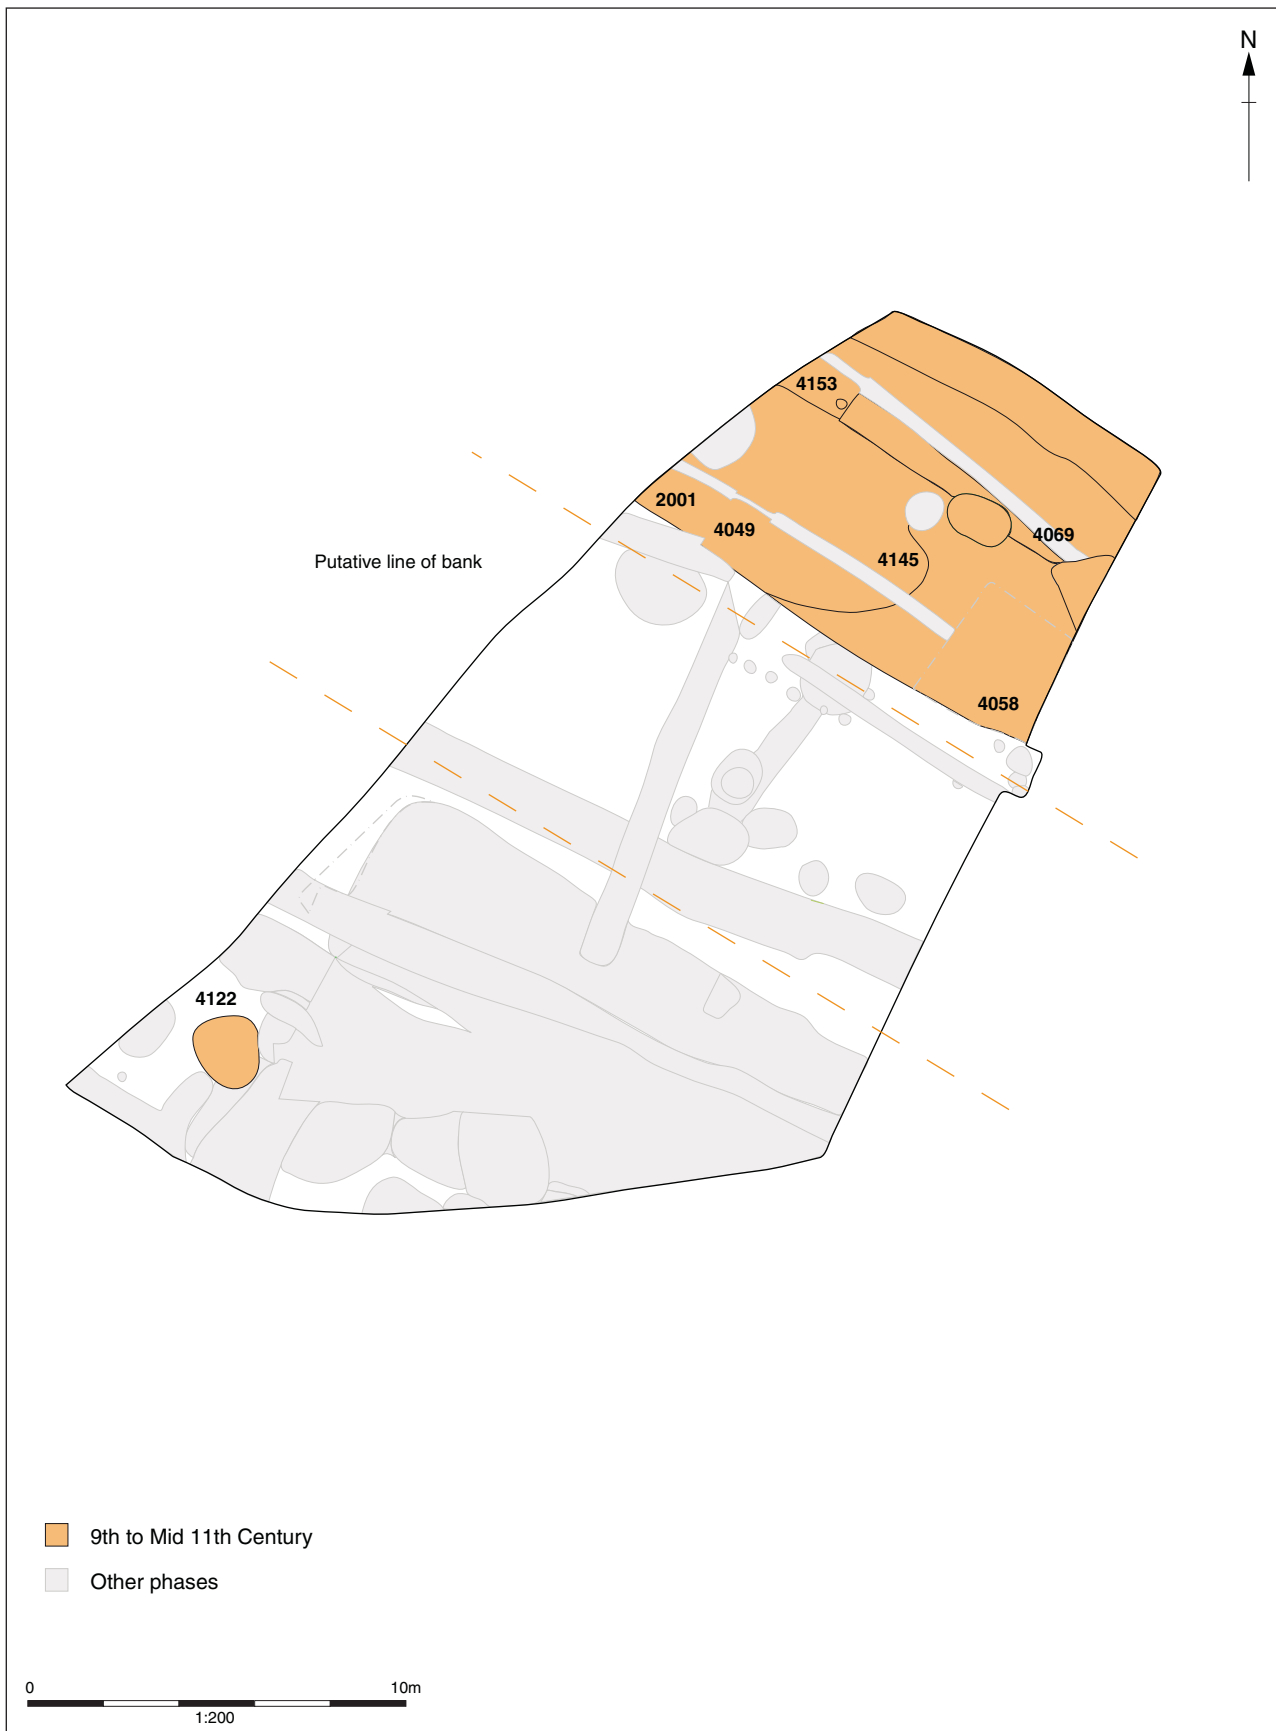 N
4153
2001
4049
4069
4145
Putative line of bank
4058
4122
9th to Mid 11th Century
Other phases
0 10m
1:200